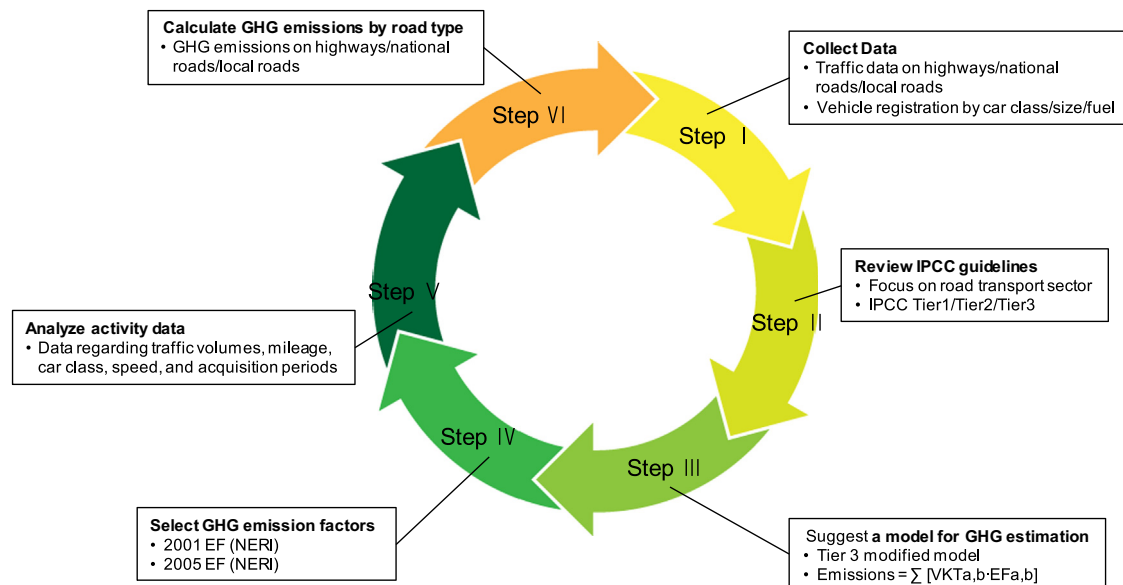 Calculate GHG emissions by road type
• GHG emissions on highways/national
roads/local roads
Step VI
Collect Data
• Traffic data on highways/national
roads/local roads
• Vehicle registration by car class/size/fuel
Step I
Review IPCC guidelines
• Focus on road transport sector
• IPCC Tier1/Tier2/Tier3
Step II
Step V
Analyze activity data
• Data regarding traffic volumes, mileage,
car class, speed, and acquisition periods
Step IV
Step III
Select GHG emission factors
• 2001 EF (NERI)
• 2005 EF (NERI)
Suggest a model for GHG estimation
• Tier 3 modified model
• Emissions = ∑ [VKTa,b·EFa,b]